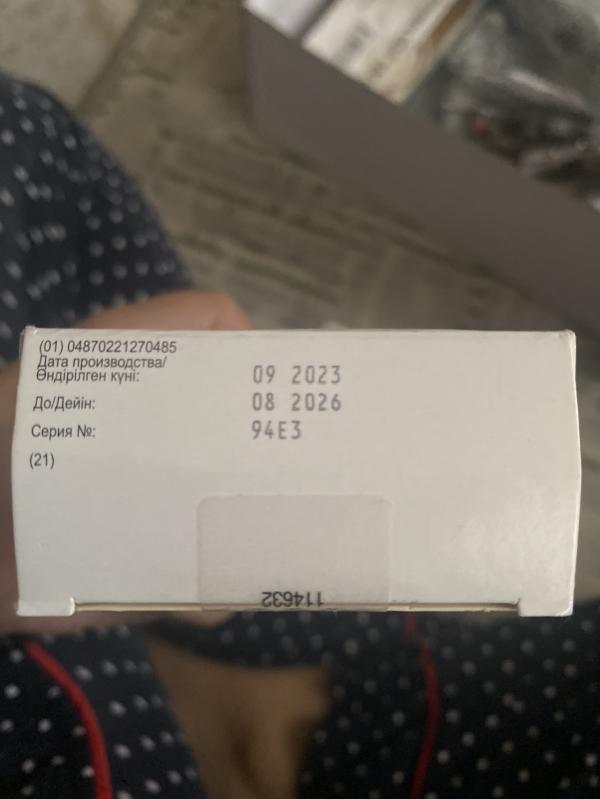 (01) 04870221270485
Дата производства/
Өндірілген күні: 09 2023
До/Дейін: 08 2026
Серия №: 94E3
(21)
114632